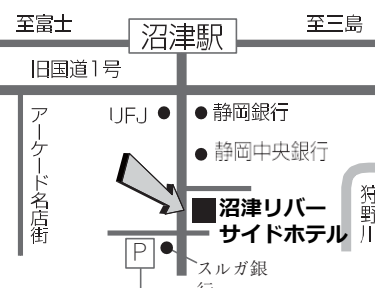 至富士
沼津駅
至三島
旧国道1号
アーケード名店街
UFJ
静岡銀行
静岡中央銀行
狩野川
沼津リバー
サイドホテル
P
スルガ銀
行